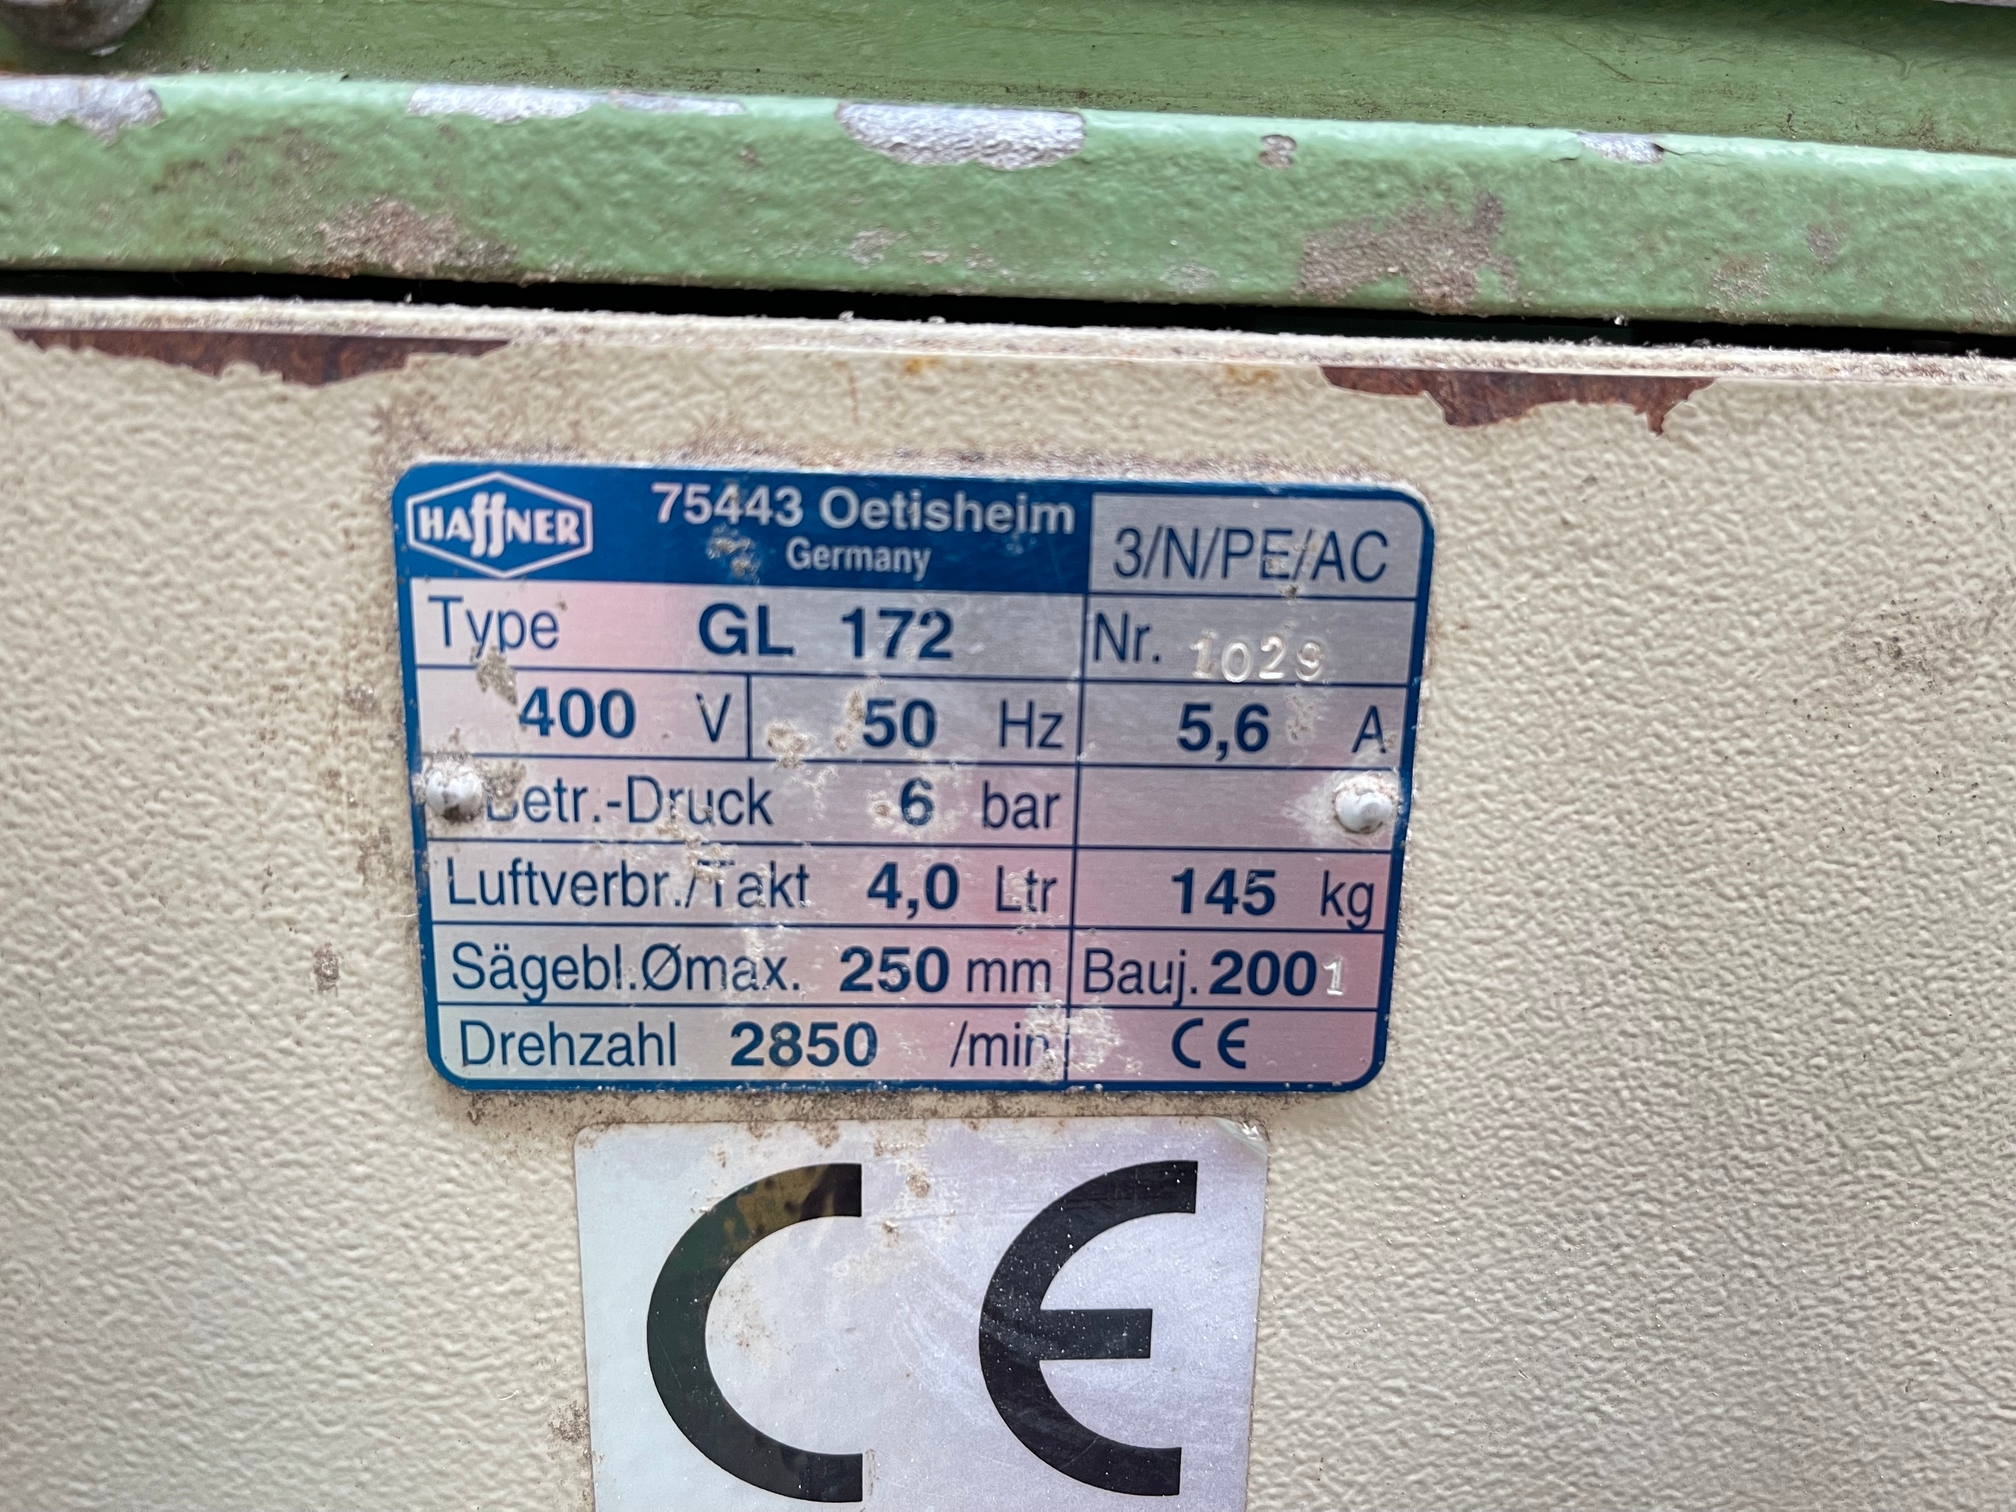 HAffNER 75443 Oetisheim
Germany
3/N/PE/AC
Type GL 172 Nr. 1029
400 V 50 Hz 5,6 A
Betr.-Druck 6 bar
Luftverbr./Takt 4,0 Ltr 145 kg
Sägebl.Ømax. 250 mm Bauj. 2001
Drehzahl 2850 /min CE
CE